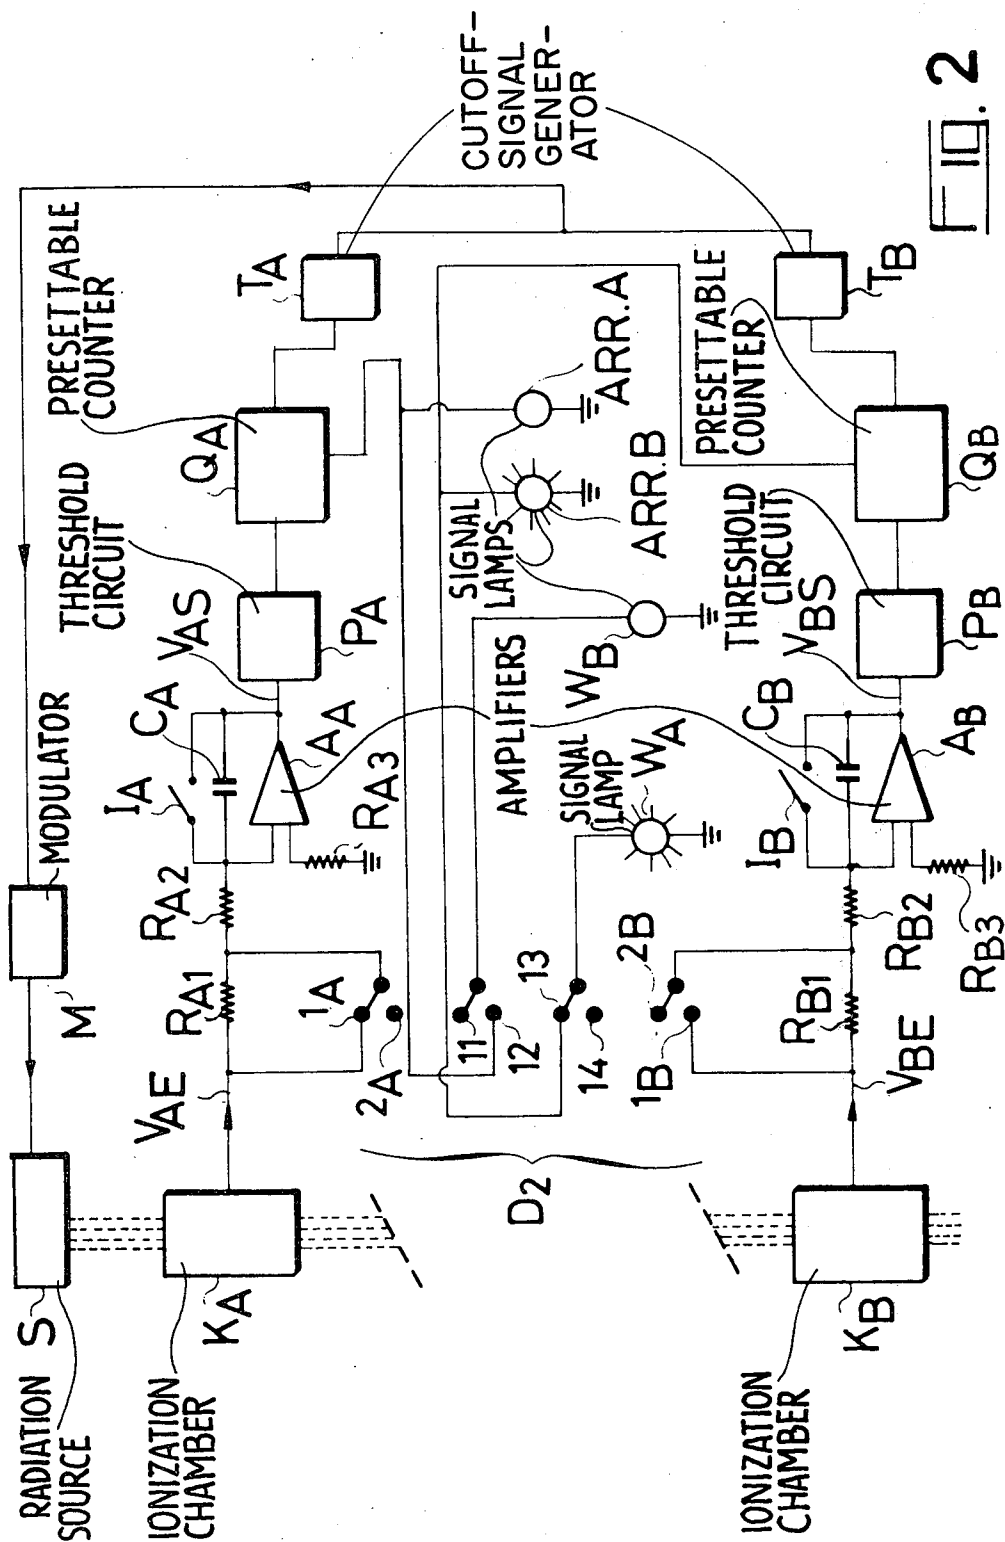 RADIATION
SOURCE
S
M
MODULATOR
IONIZATION
CHAMBER
KA
VAE
RA1
RA2
IA
CA
AA
RA3
VAS
THRESHOLD
CIRCUIT
PA
PRESETTABLE
COUNTER
QA
TA
CUTOFF-
SIGNAL
GENER-
ATOR
1A
2A
11
12
13
14
1B
2B
D2
AMPLIFIERS
SIGNAL
LAMP
WA
WB
SIGNAL
LAMPS
ARR.B
ARR.A
IONIZATION
CHAMBER
KB
VBE
RB1
RB2
RB3
IB
CB
AB
VBS
THRESHOLD
CIRCUIT
PB
PRESETTABLE
COUNTER
QB
TB
FIG. 2